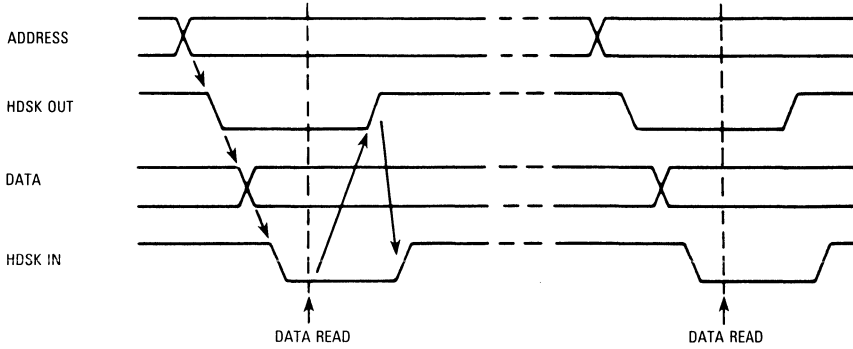 ADDRESS
HDSK OUT
DATA
HDSK IN
DATA READ
DATA READ